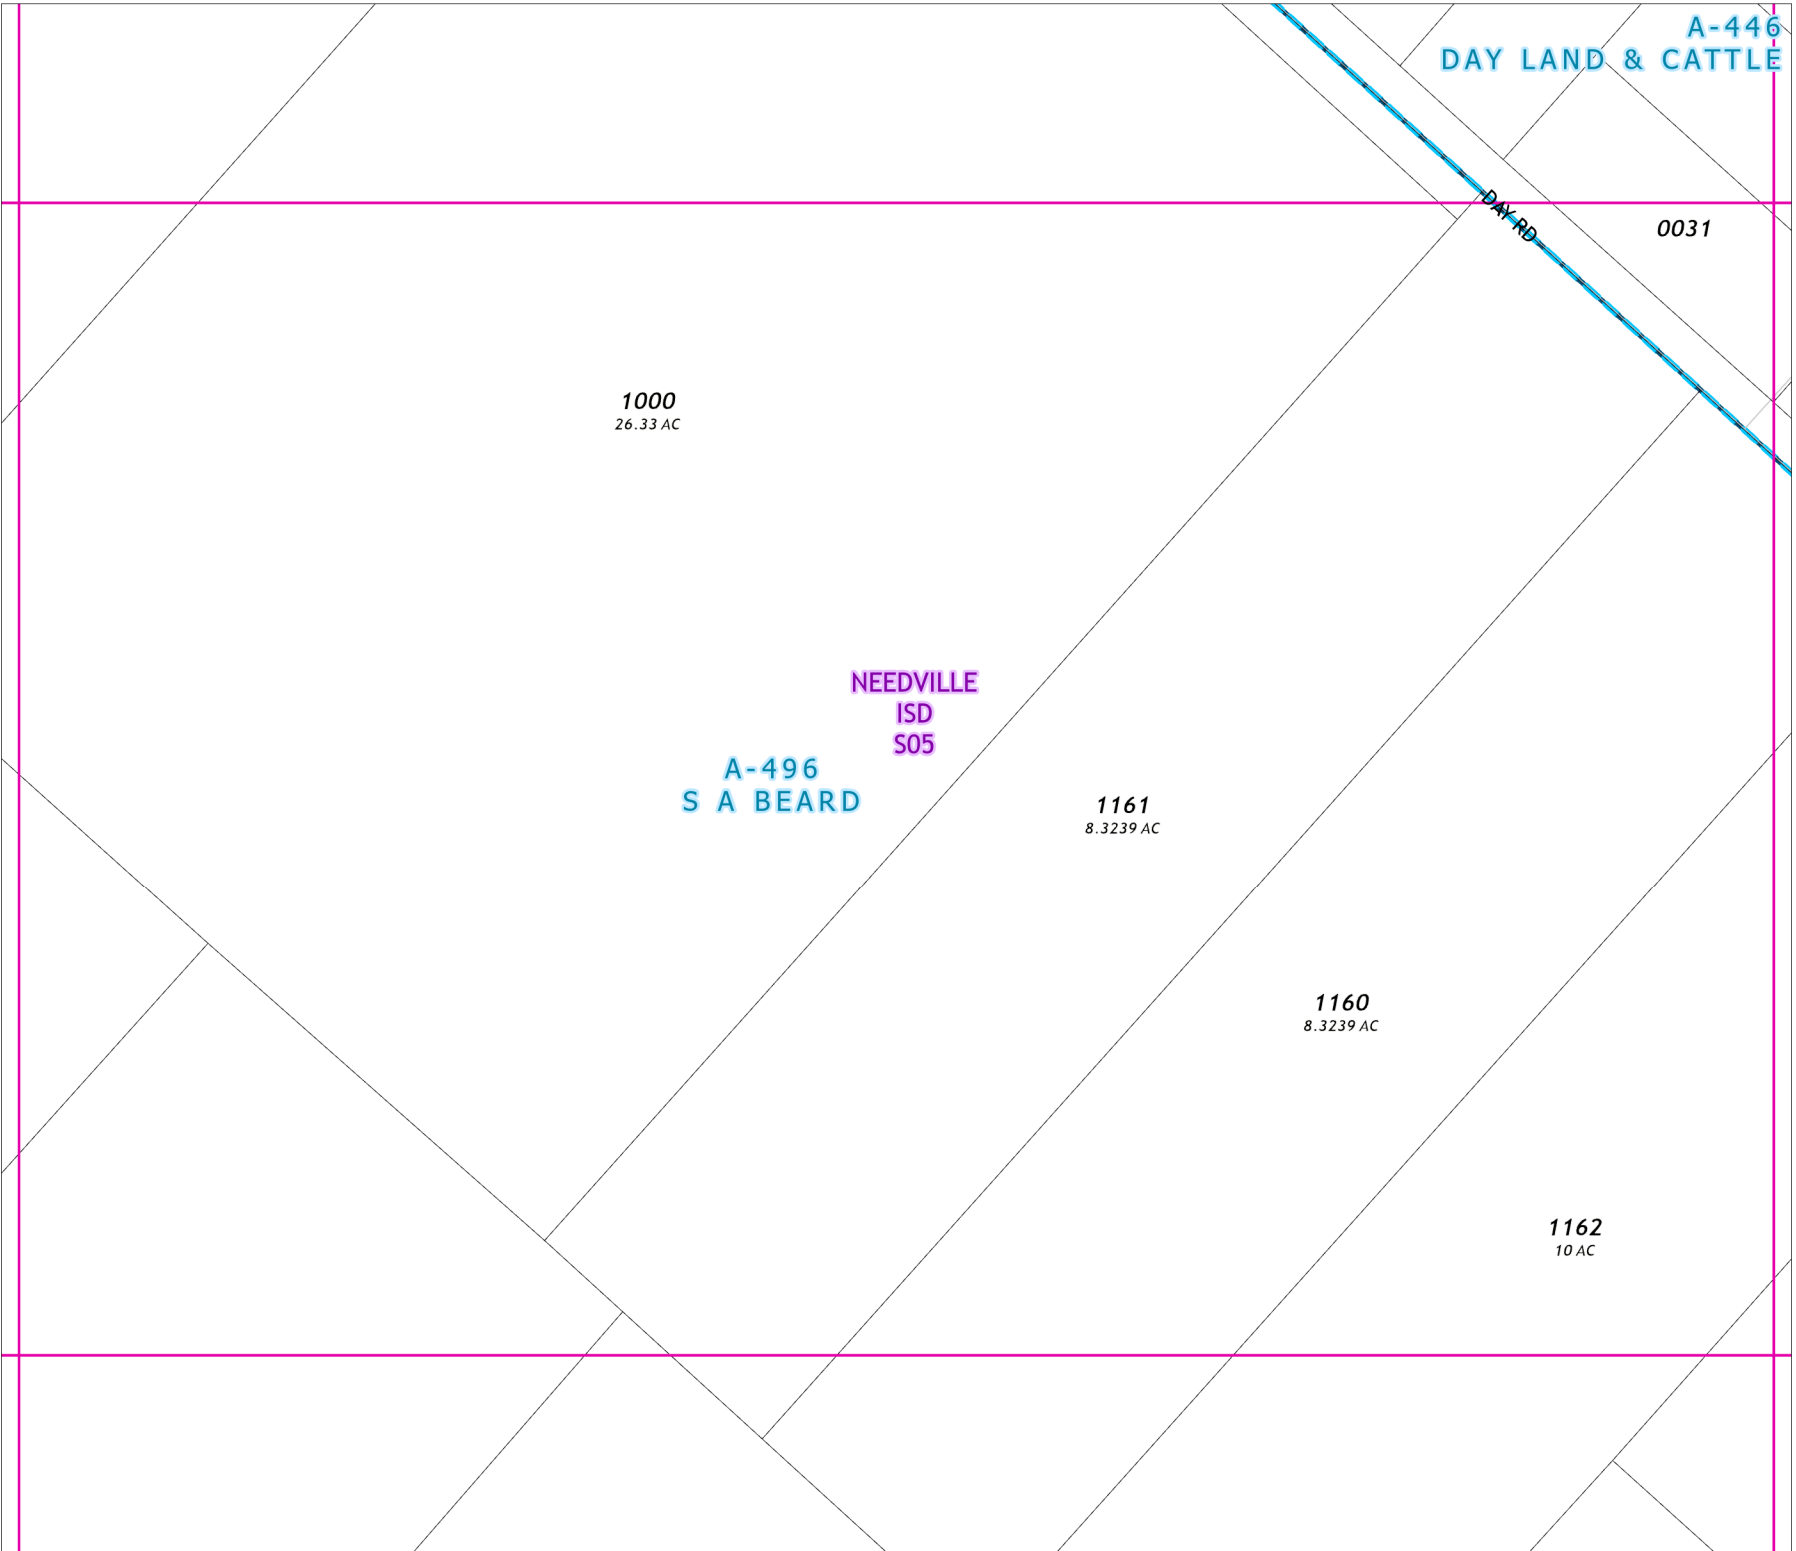 A-446
DAY LAND & CATTLE
DAY RD
0031
1000
26.33 AC
NEEDVILLE
ISD
S05
A-496
S A BEARD
1161
8.3239 AC
1160
8.3239 AC
1162
10 AC